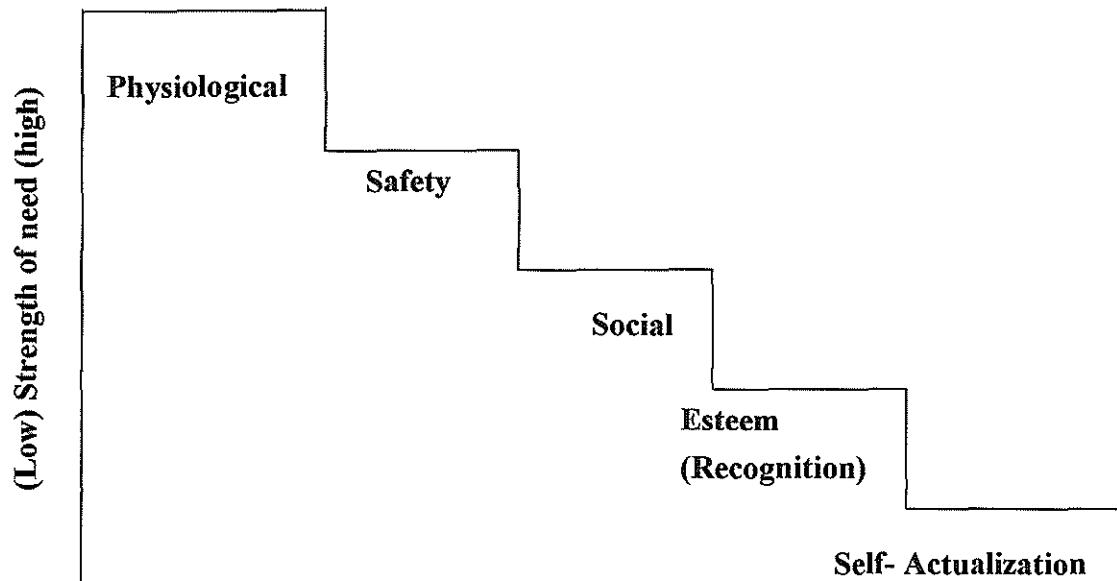 (Low) Strength of need (high)
Physiological
Safety
Social
Esteem
(Recognition)
Self- Actualization